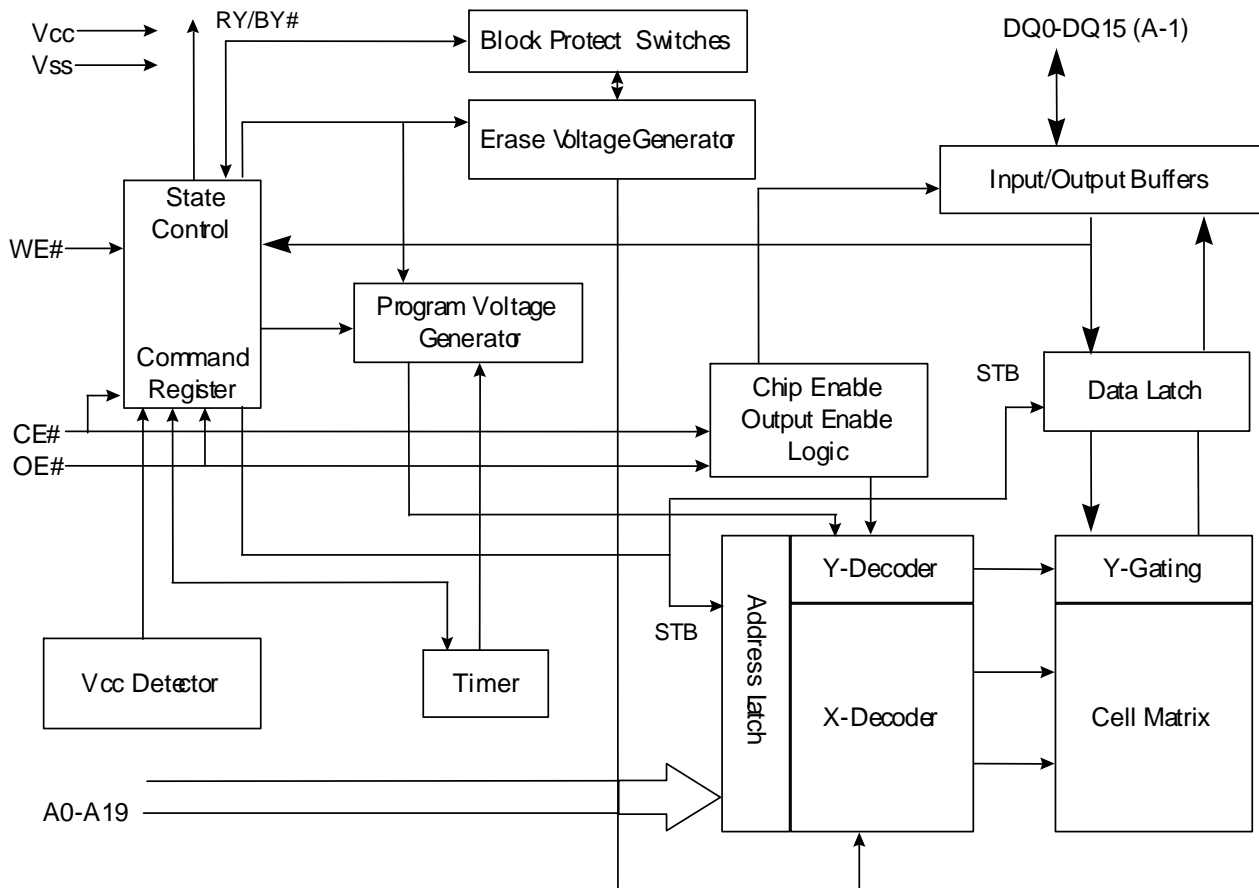 Vcc
Vss
RY/BY#
Block Protect Switches
DQ0-DQ15 (A-1)
Erase Voltage Generator
Input/Output Buffers
State
Control
WE#
Program Voltage
Generator
Command
Register
STB
Data Latch
Chip Enable
Output Enable
Logic
CE#
OE#
Y-Decoder
Y-Gating
STB
Address Latch
Vcc Detector
Timer
X-Decoder
Cell Matrix
A0-A19